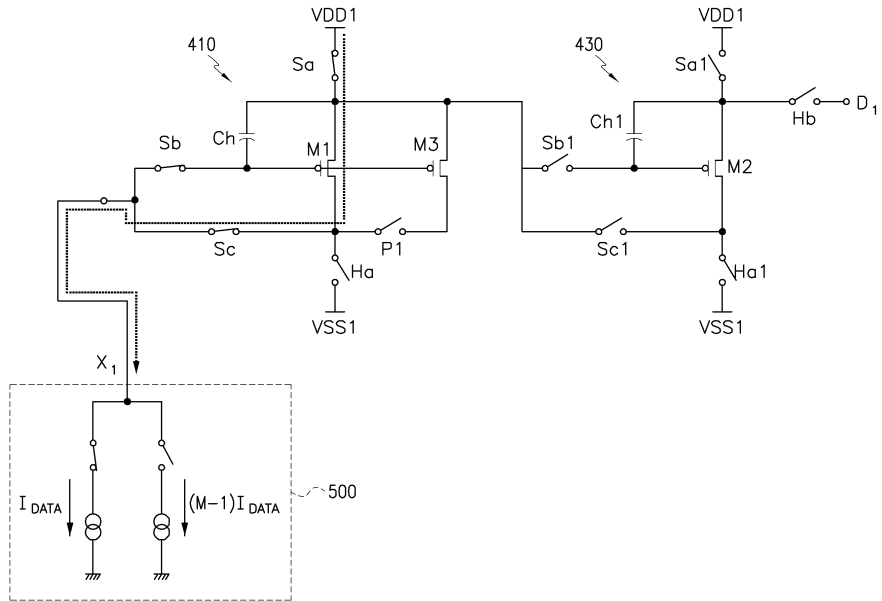 VDD1 VDD1
410 430
Sa Sa1
Ch Ch1 Hb D1
Sb M1 M3 Sb1 M2
Sc P1 Sc1
Ha Ha1
VSS1 VSS1
X1
500
IDATA (M-1)IDATA